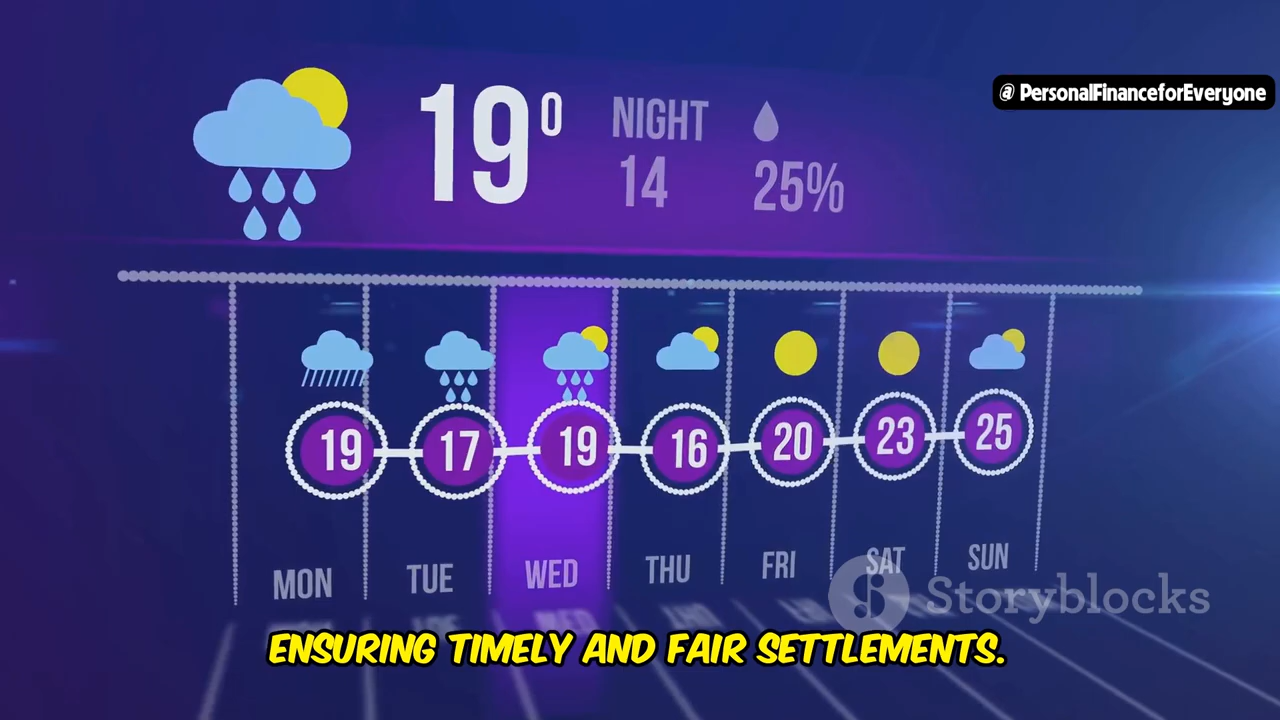 @ PersonalFinanceforEveryone
19⁰
NIGHT
14
25%
19 17 19 16 20 23 25
MON TUE WED THU FRI SAT SUN
Storyblocks
ENSURING TIMELY AND FAIR SETTLEMENTS.